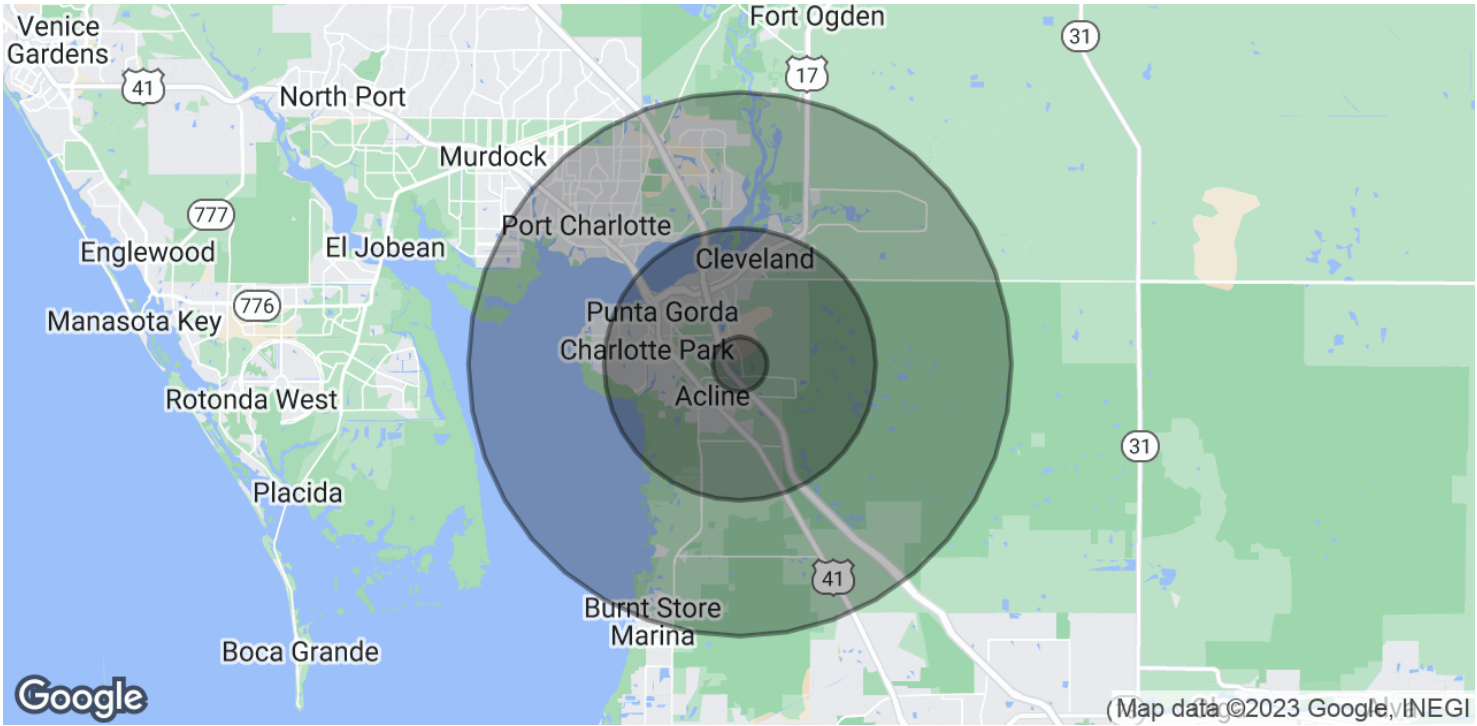 Venice
Gardens
Fort Ogden
31
41
17
North Port
Murdock
777
Port Charlotte
Englewood
El Jobean
Cleveland
776
Punta Gorda
Manasota Key
Charlotte Park
Rotonda West
Acline
31
Placida
41
Burnt Store
Marina
Boca Grande
Google
Map data ©2023 Google, INEGI